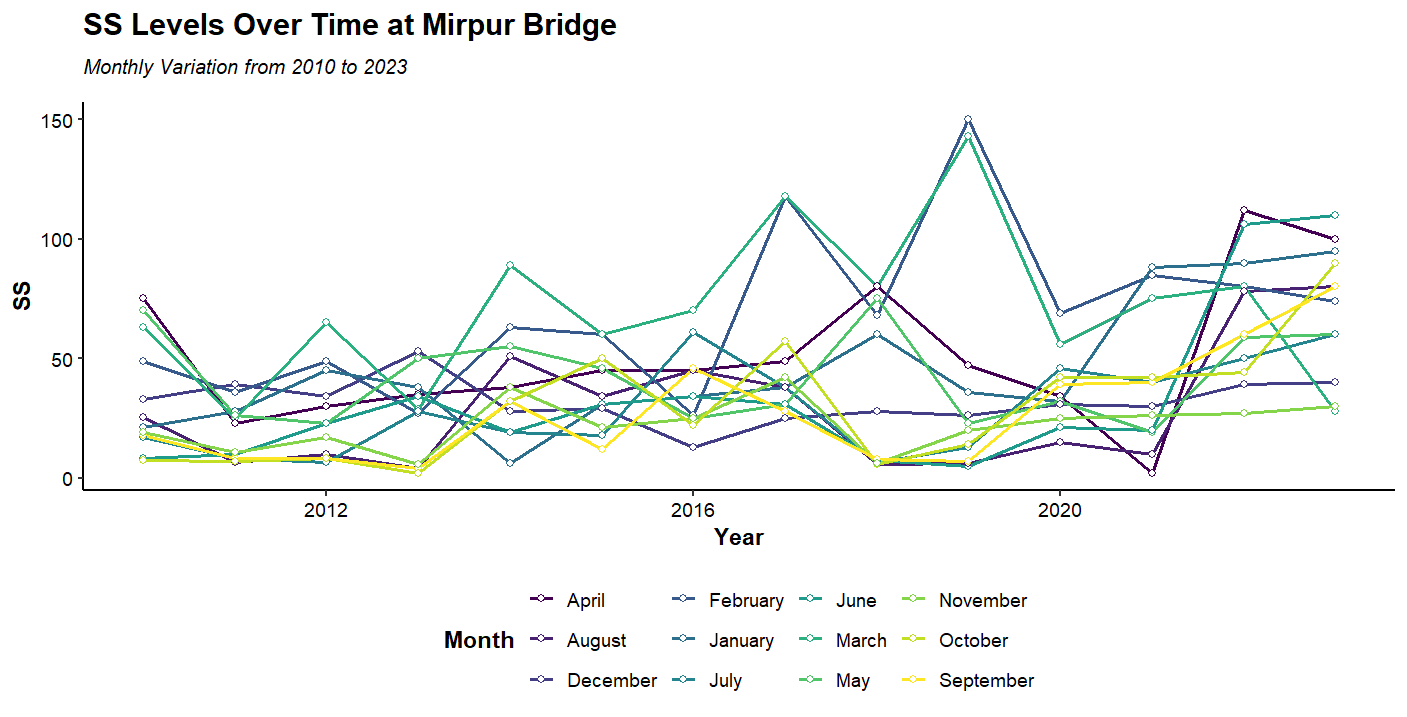 SS Levels Over Time at Mirpur Bridge
Monthly Variation from 2010 to 2023
SS
150
100
50
0
2012 2016 2020
Year
Month
April February June November
August January March October
December July May September